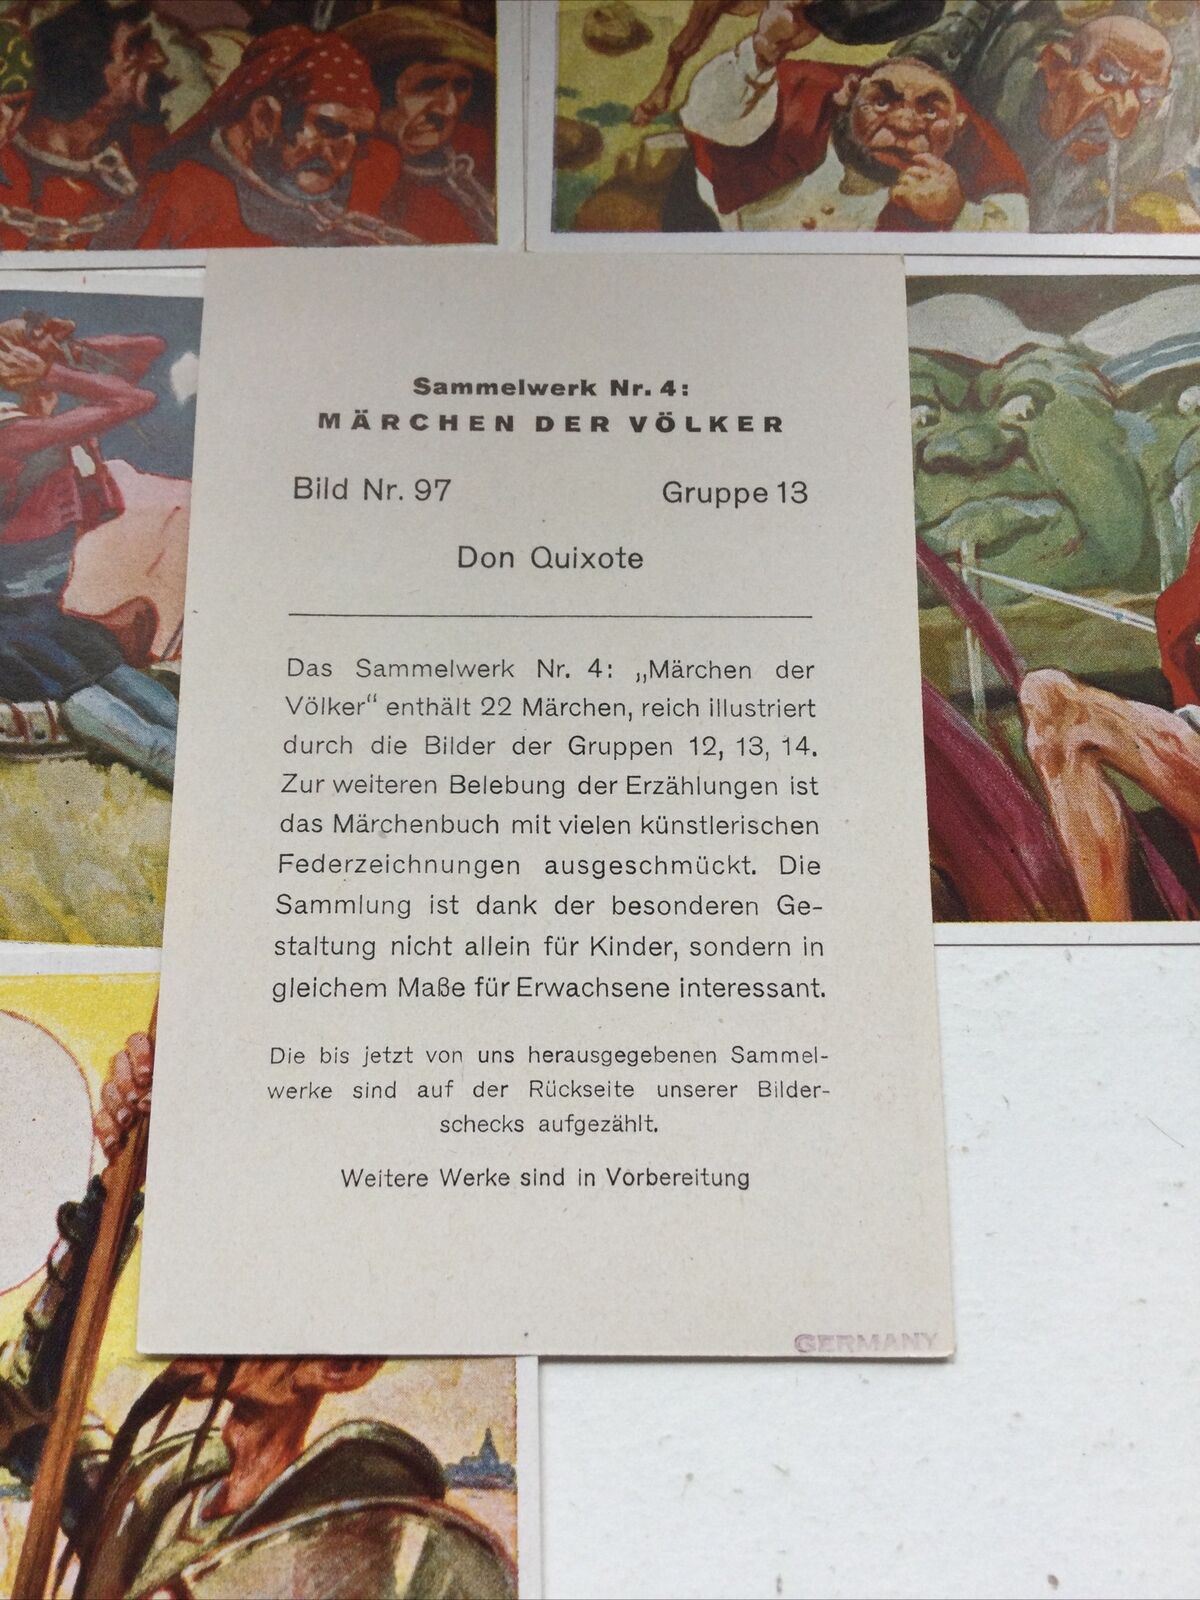 Sammelwerk Nr. 4:
MÄRCHEN DER VÖLKER
Bild Nr. 97 Gruppe 13
Don Quixote
Das Sammelwerk Nr. 4: „Märchen der
Völker“ enthält 22 Märchen, reich illustriert
durch die Bilder der Gruppen 12, 13, 14.
Zur weiteren Belebung der Erzählungen ist
das Märchenbuch mit vielen künstlerischen
Federzeichnungen ausgeschmückt. Die
Sammlung ist dank der besonderen Ge-
staltung nicht allein für Kinder, sondern in
gleichem Maße für Erwachsene interessant.
Die bis jetzt von uns herausgegebenen Sammel-
werke sind auf der Rückseite unserer Bilder-
schecks aufgezählt.
Weitere Werke sind in Vorbereitung
GERMANY